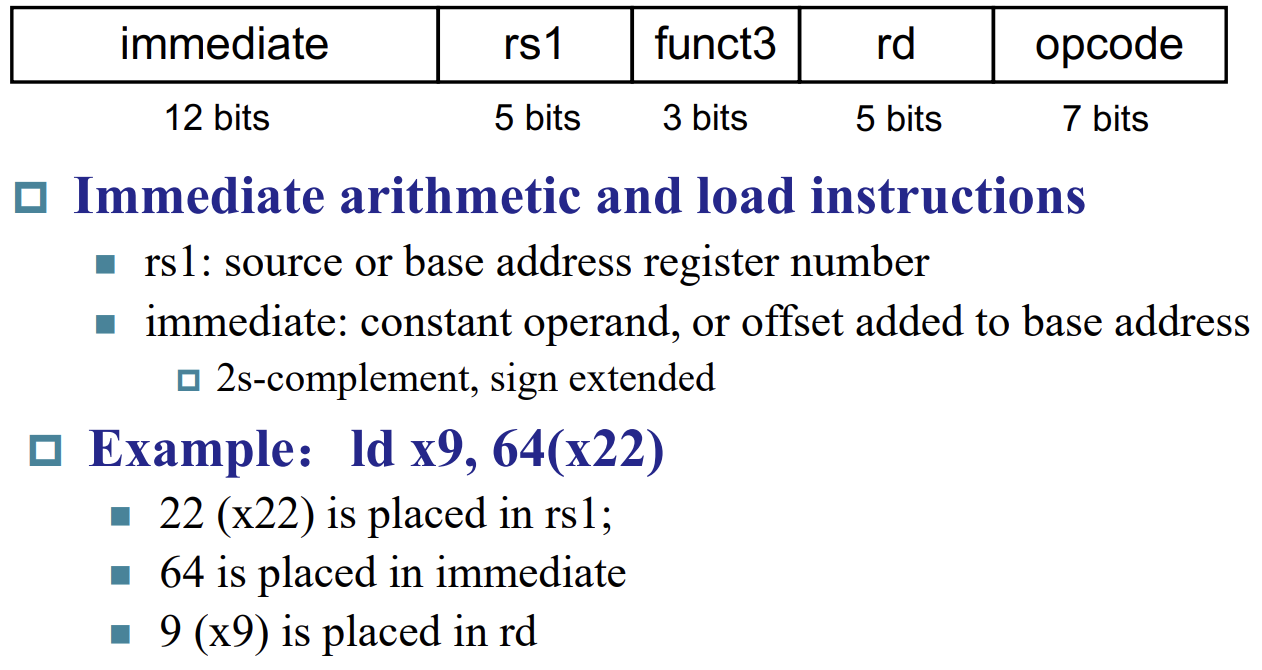 immediate rs1 funct3 rd opcode
12 bits 5 bits 3 bits 5 bits 7 bits
Immediate arithmetic and load instructions
rs1: source or base address register number
immediate: constant operand, or offset added to base address
2s-complement, sign extended
Example： ld x9, 64(x22)
22 (x22) is placed in rs1;
64 is placed in immediate
9 (x9) is placed in rd